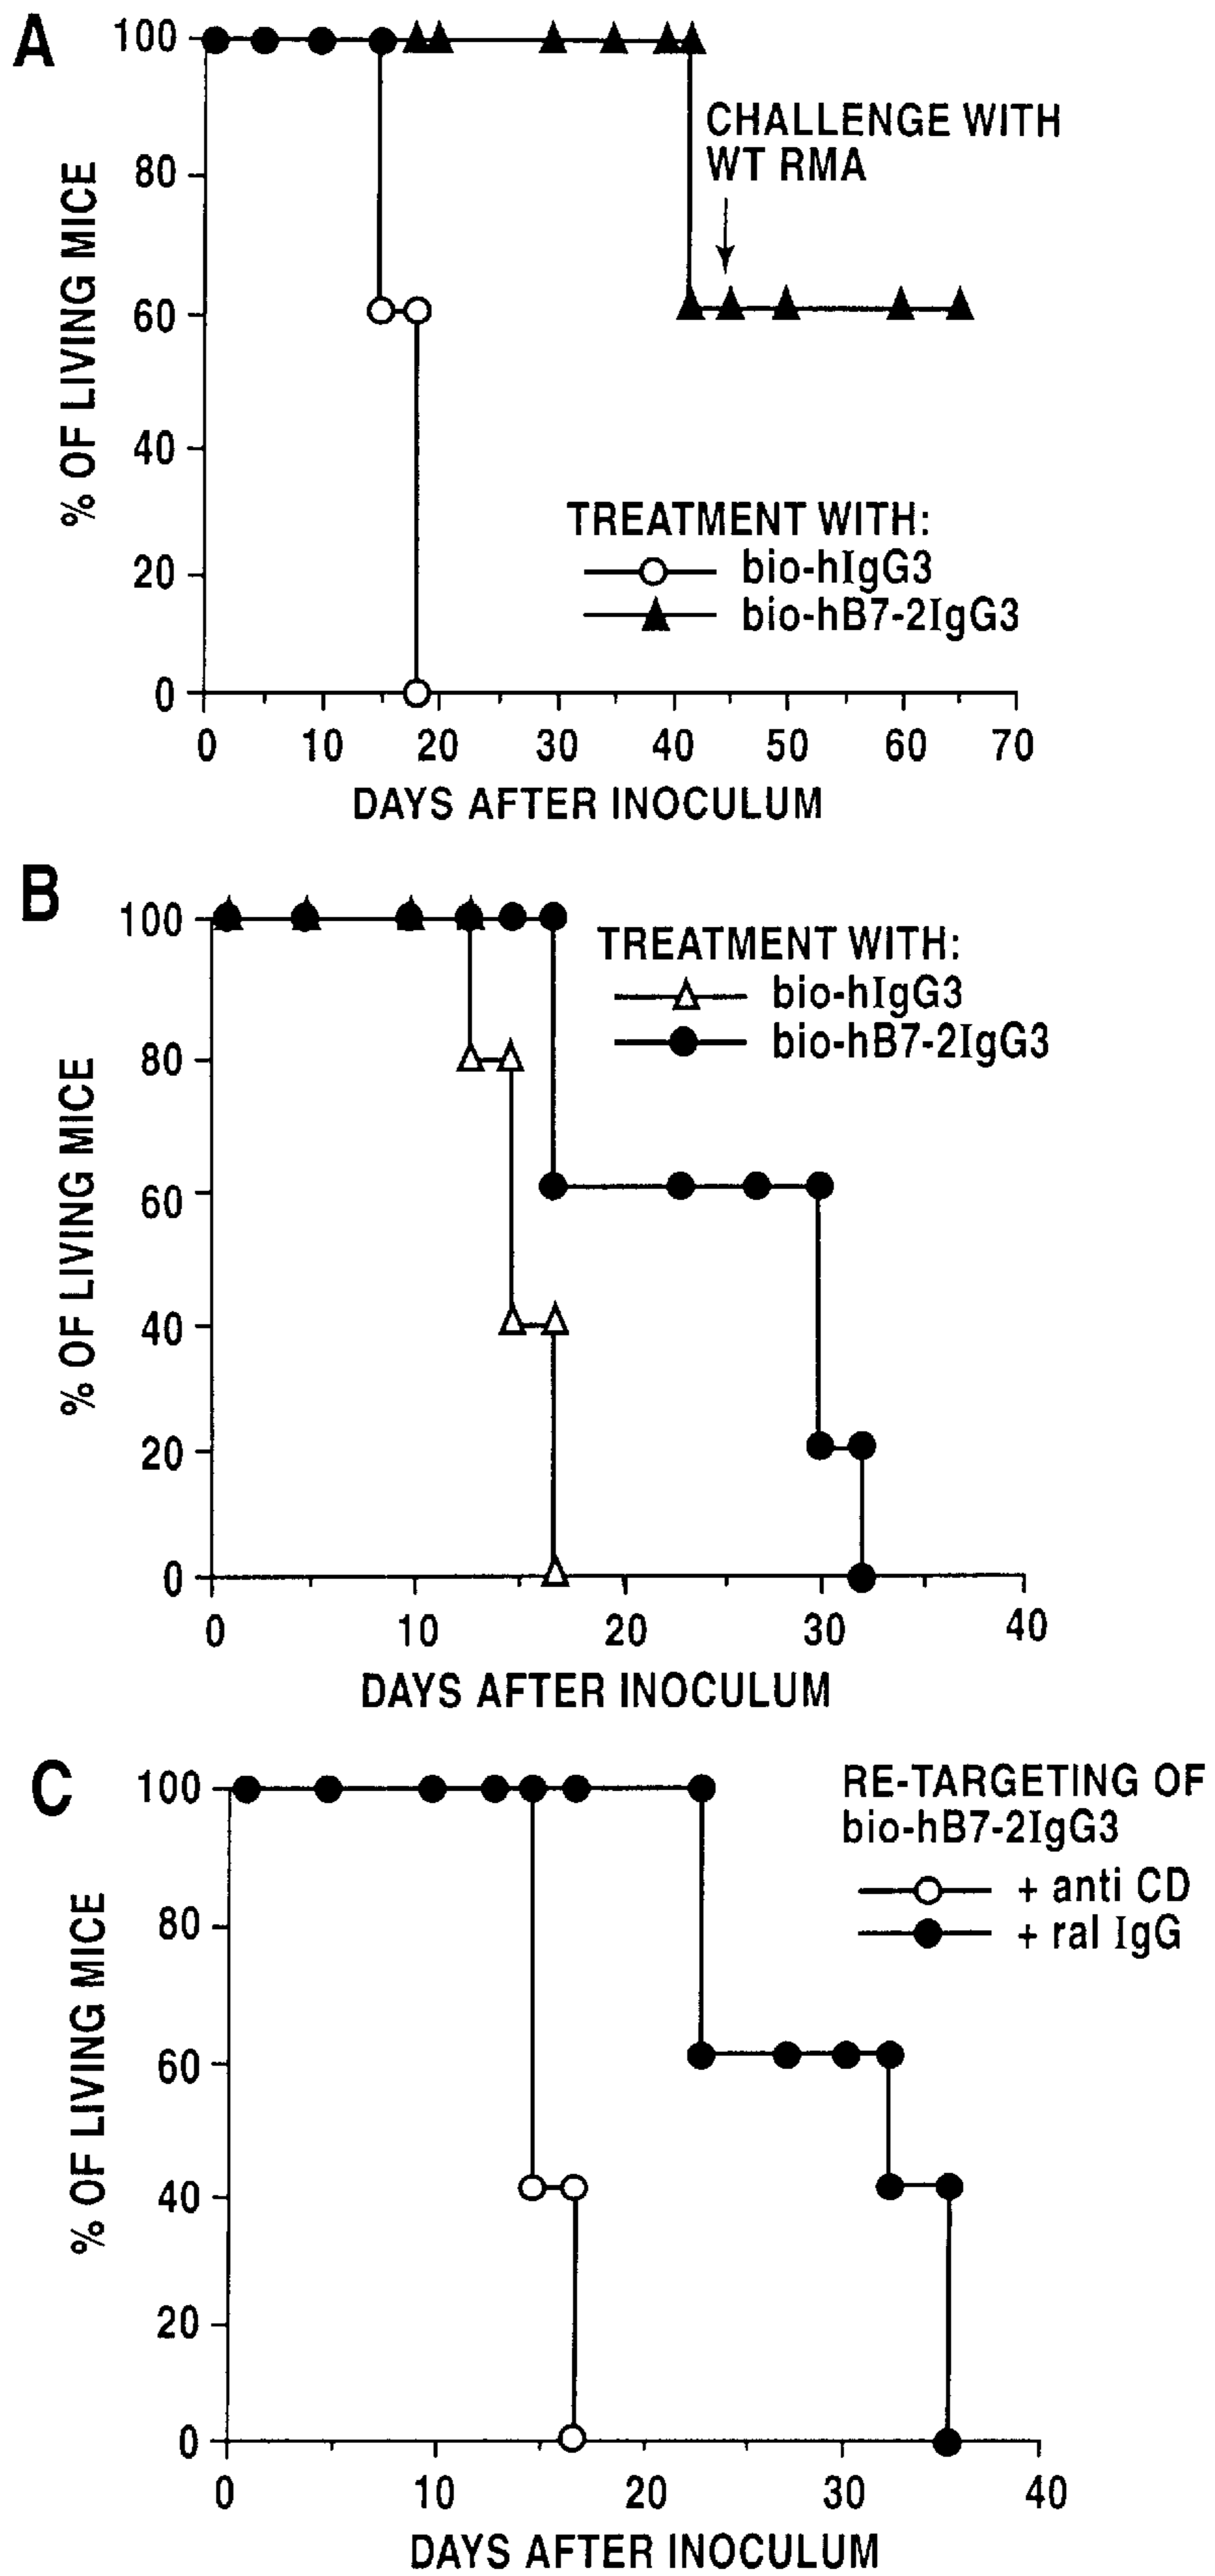 A
% OF LIVING MICE
100
80
60
40
20
0
CHALLENGE WITH
WT RMA
TREATMENT WITH:
bio-hIgG3
bio-hB7-2IgG3
0 10 20 30 40 50 60 70
DAYS AFTER INOCULUM
B
% OF LIVING MICE
100
80
60
40
20
0
TREATMENT WITH:
bio-hIgG3
bio-hB7-2IgG3
0 10 20 30 40
DAYS AFTER INOCULUM
C
% OF LIVING MICE
100
80
60
40
20
0
RE-TARGETING OF
bio-hB7-2IgG3
+ anti CD
+ ral IgG
0 10 20 30 40
DAYS AFTER INOCULUM